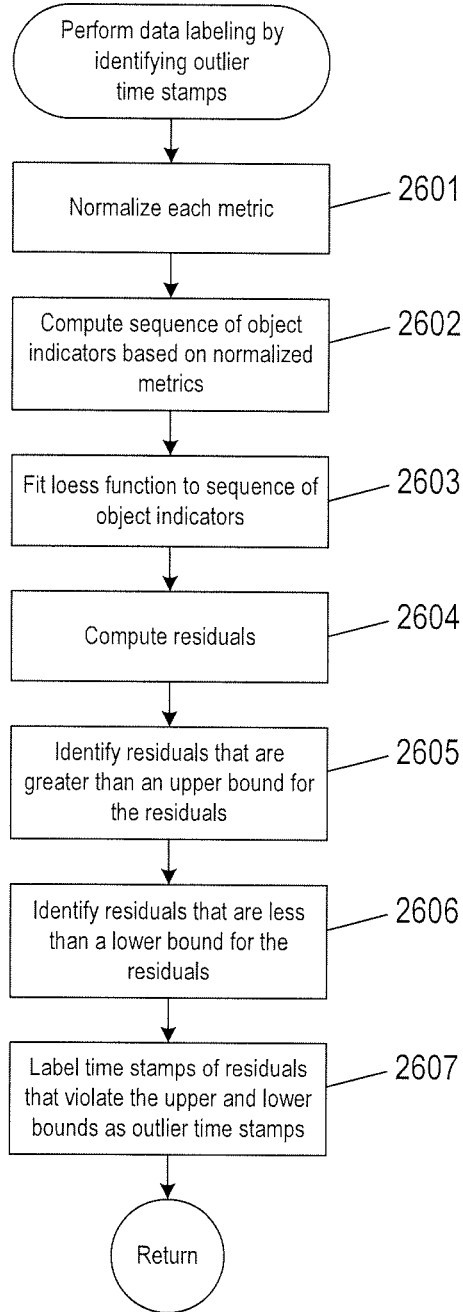 Perform data labeling by
identifying outlier
time stamps
Normalize each metric
2601
Compute sequence of object
indicators based on normalized
metrics
2602
Fit loess function to sequence of
object indicators
2603
Compute residuals
2604
Identify residuals that are
greater than an upper bound for
the residuals
2605
Identify residuals that are less
than a lower bound for the
residuals
2606
Label time stamps of residuals
that violate the upper and lower
bounds as outlier time stamps
2607
Return